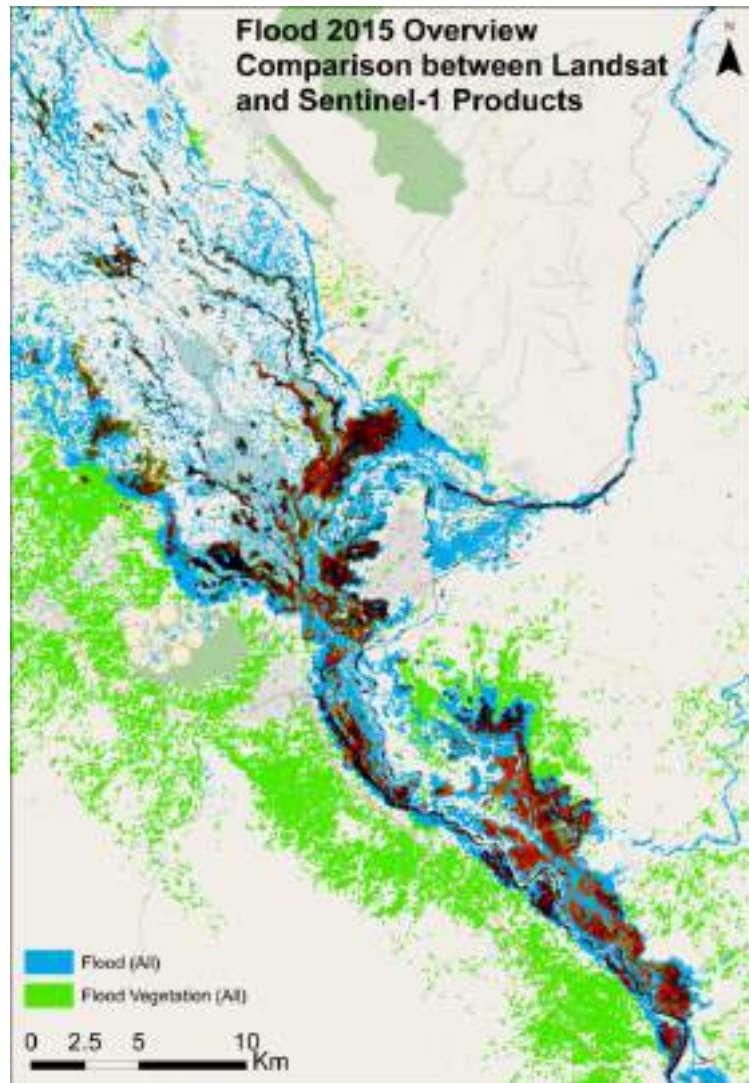 Flood 2015 Overview
Comparison between Landsat
and Sentinel-1 Products
N
Flood (All)
Flood Vegetation (All)
0 2.5 5 10
Km